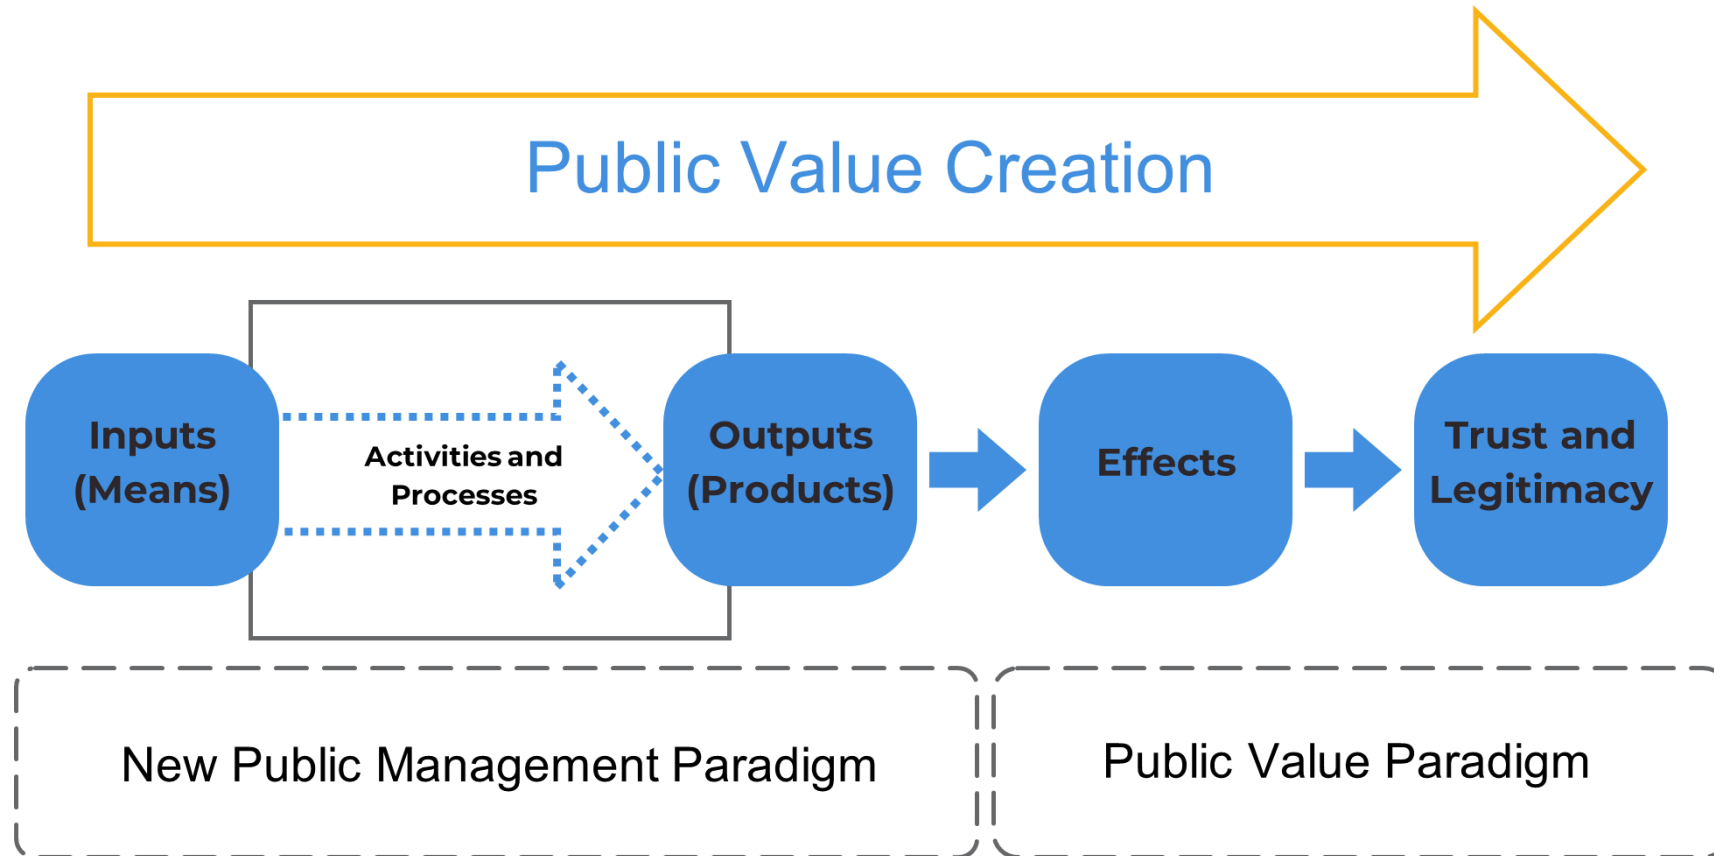 Public Value Creation
Inputs
(Means)
Activities and
Processes
Outputs
(Products)
Effects
Trust and
Legitimacy
New Public Management Paradigm
Public Value Paradigm